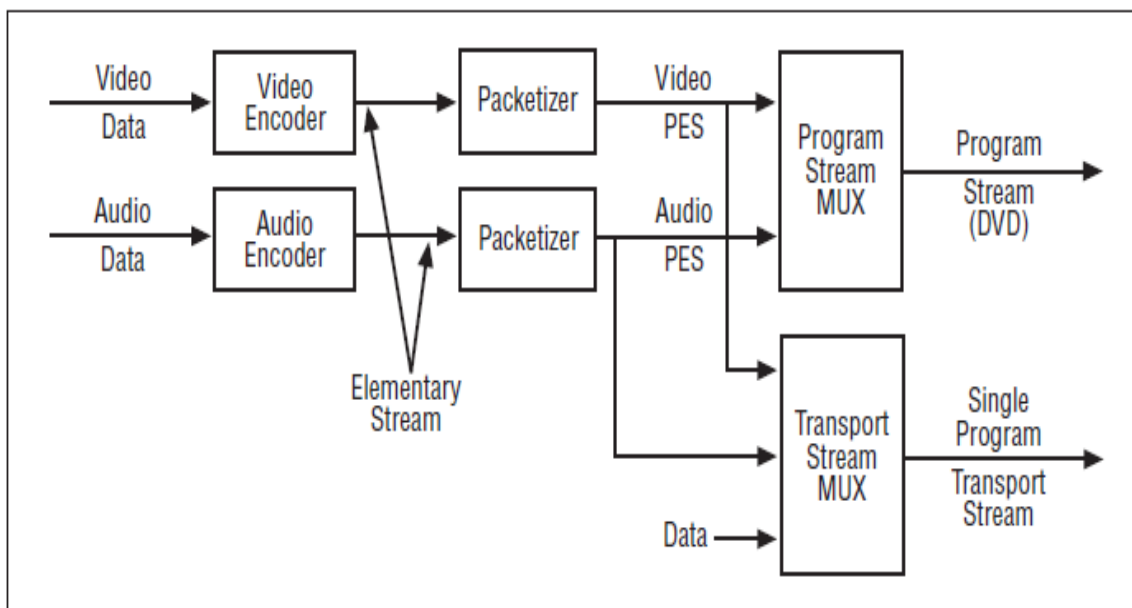 Video
Data
Video
Encoder
Packetizer
Video
PES
Program
Stream
MUX
Program
Stream
(DVD)
Audio
Data
Audio
Encoder
Packetizer
Audio
PES
Elementary
Stream
Transport
Stream
MUX
Data
Single
Program
Transport
Stream